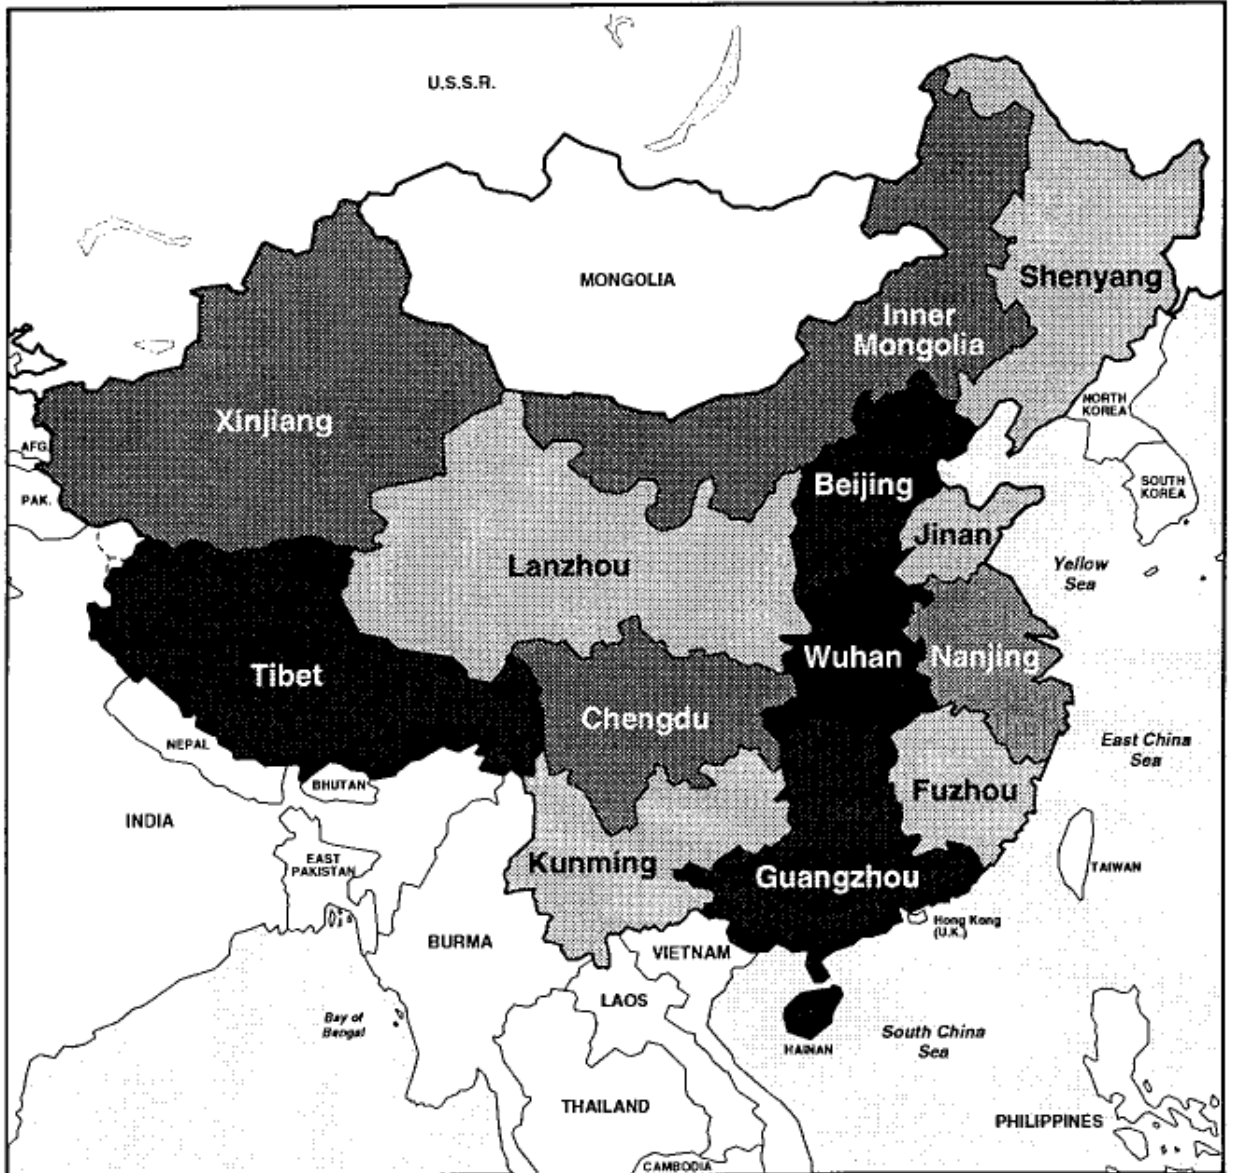 U.S.S.R.
MONGOLIA
Shenyang
Inner
Mongolia
Xinjiang
NORTH
KOREA
AFG.
PAK.
Beijing
SOUTH
KOREA
Jinan
Lanzhou
Yellow
Sea
Tibet
Wuhan
Nanjing
Chengdu
NEPAL
East China
Sea
BHUTAN
Fuzhou
INDIA
EAST
PAKISTAN
Kunming
Guangzhou
TAIWAN
Hong Kong
(U.K.)
BURMA
VIETNAM
LAOS
Bay of
Bengal
South China
Sea
HAINAN
THAILAND
PHILIPPINES
CAMBODIA